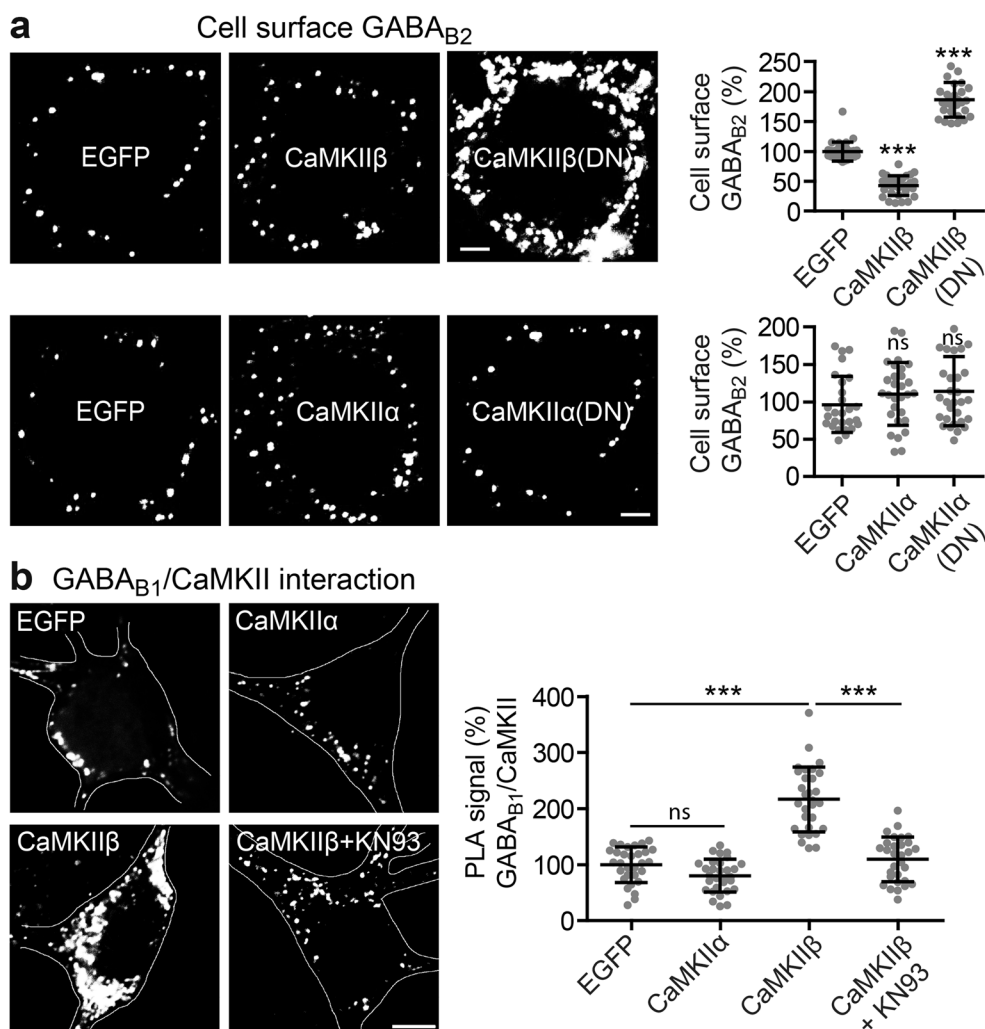 a
Cell surface GABAB2
EGFP
CaMKIIβ
CaMKIIβ(DN)
Cell surface
GABAB2 (%)
250
200
150
100
50
0
***
***
EGFP
CaMKIIβ
CaMKIIβ
(DN)
EGFP
CaMKIIα
CaMKIIα(DN)
Cell surface
GABAB2 (%)
200
150
100
50
0
ns
ns
EGFP
CaMKIIα
CaMKIIα
(DN)
b
GABAB1/CaMKII interaction
EGFP
CaMKIIα
CaMKIIβ
CaMKIIβ+KN93
PLA signal (%)
GABAB1/CaMKII
400
300
200
100
0
***
***
ns
EGFP
CaMKIIα
CaMKIIβ
CaMKIIβ
+ KN93